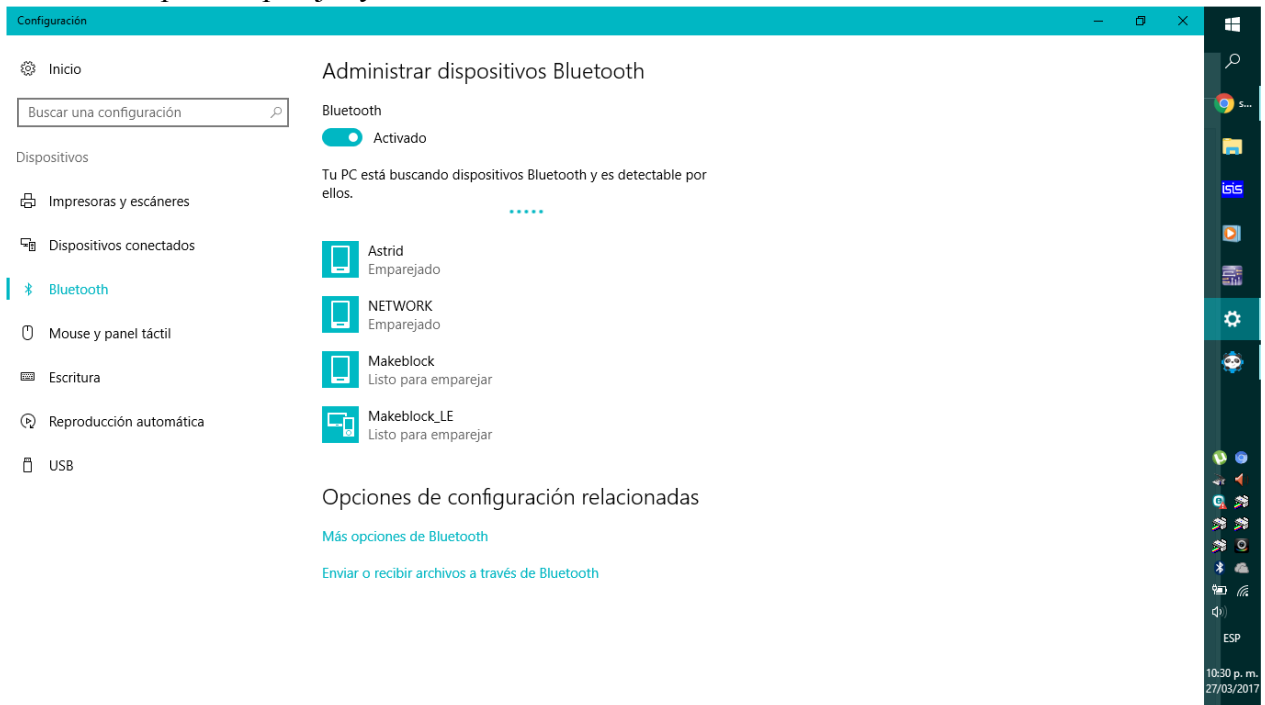 Configuración
Inicio
Buscar una configuración
Dispositivos
Impresoras y escáneres
Dispositivos conectados
Bluetooth
Mouse y panel táctil
Escritura
Reproducción automática
USB
Administrar dispositivos Bluetooth
Bluetooth
Activado
Tu PC está buscando dispositivos Bluetooth y es detectable por
ellos.
Astrid
Emparejado
NETWORK
Emparejado
Makeblock
Listo para emparejar
Makeblock_LE
Listo para emparejar
Opciones de configuración relacionadas
Más opciones de Bluetooth
Enviar o recibir archivos a través de Bluetooth
s...
isis
ESP
10:30 p. m.
27/03/2017